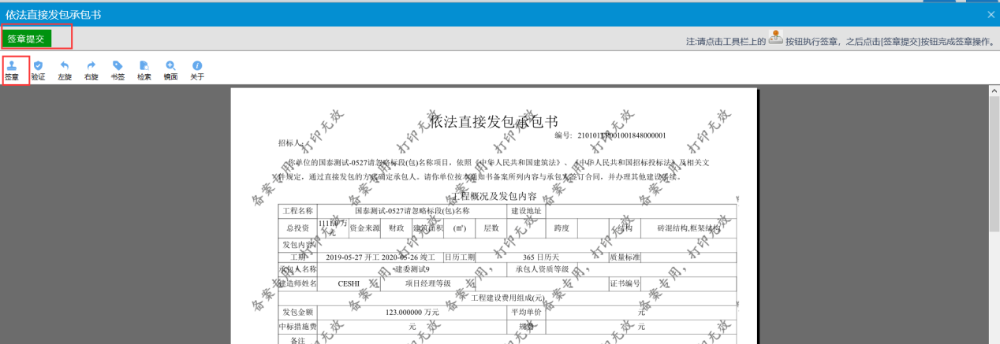 依法直接发包承包书
签章提交
注:请点击工具栏上的 按钮执行签章，之后点击[签章提交]按钮完成签章操作。
签章 验证 左旋 右旋 书签 检索 镜面 关于
依法直接发包承包书
编号:
招标人:
你单位的国泰测试-0527请忽略标段(包)名称项目，依照《中华人民共和国建筑法》、《中华人民共和国招标投标法》及相关文
件规定，通过直接发包的方式确定承包人。请你单位按本通知书备案所列内容与承包人签订合同，并办理其他建设手续。
工程概况及发包内容
工程名称 国泰测试-0527请忽略标段(包)名称 建设地址
总投资 万元 资金来源 财政 建筑面积 (㎡) 层数 跨度 结构 砖混结构,框架结构
发包内容
工期 2019-05-27 开工 2020-05-26 竣工 日历工期 365 日历天 质量标准
承包人名称 建委测试9 承包人资质等级
建造师姓名 CESHI 项目经理等级 证书编号
工程建设费用组成(元)
发包金额 123.000000 万元 平均单价 元
中标措施费 元 规费 元
备注
备案专用，打印无效